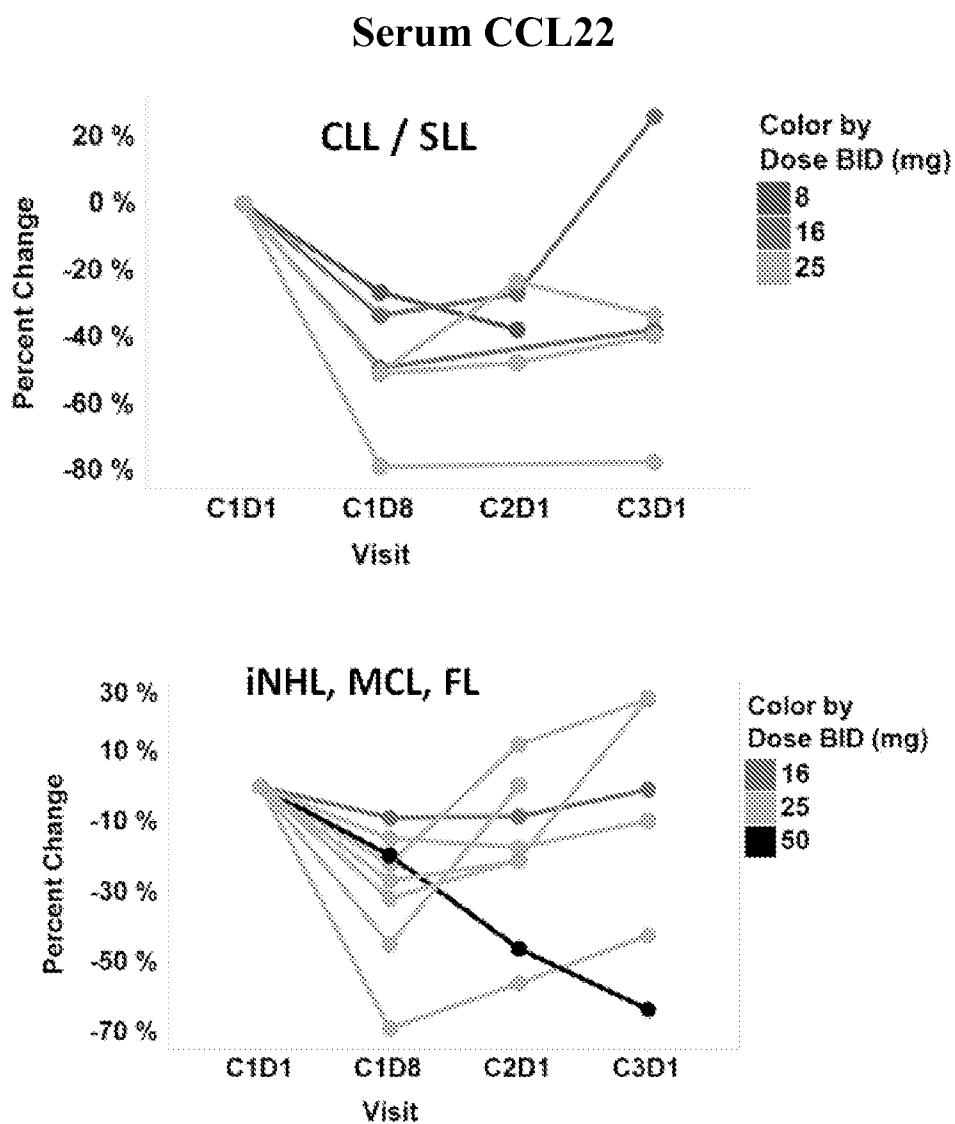 Serum CCL22
CLL / SLL
20 %
0 %
-20 %
-40 %
-60 %
-80 %
Percent Change
C1D1 C1D8 C2D1 C3D1
Visit
Color by
Dose BID (mg)
8
16
25
iNHL, MCL, FL
30 %
10 %
-10 %
-30 %
-50 %
-70 %
Percent Change
C1D1 C1D8 C2D1 C3D1
Visit
Color by
Dose BID (mg)
16
25
50